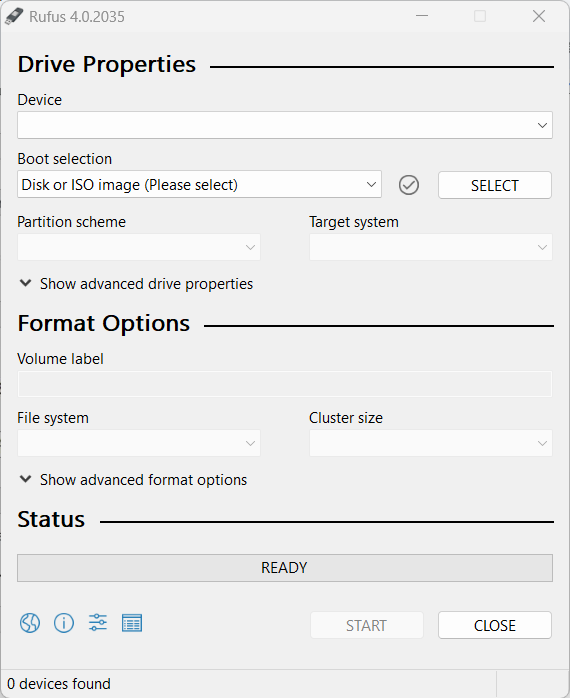 Rufus 4.0.2035
Drive Properties
Device
Boot selection
Disk or ISO image (Please select)
SELECT
Partition scheme
Target system
Show advanced drive properties
Format Options
Volume label
File system
Cluster size
Show advanced format options
Status
READY
START
CLOSE
0 devices found